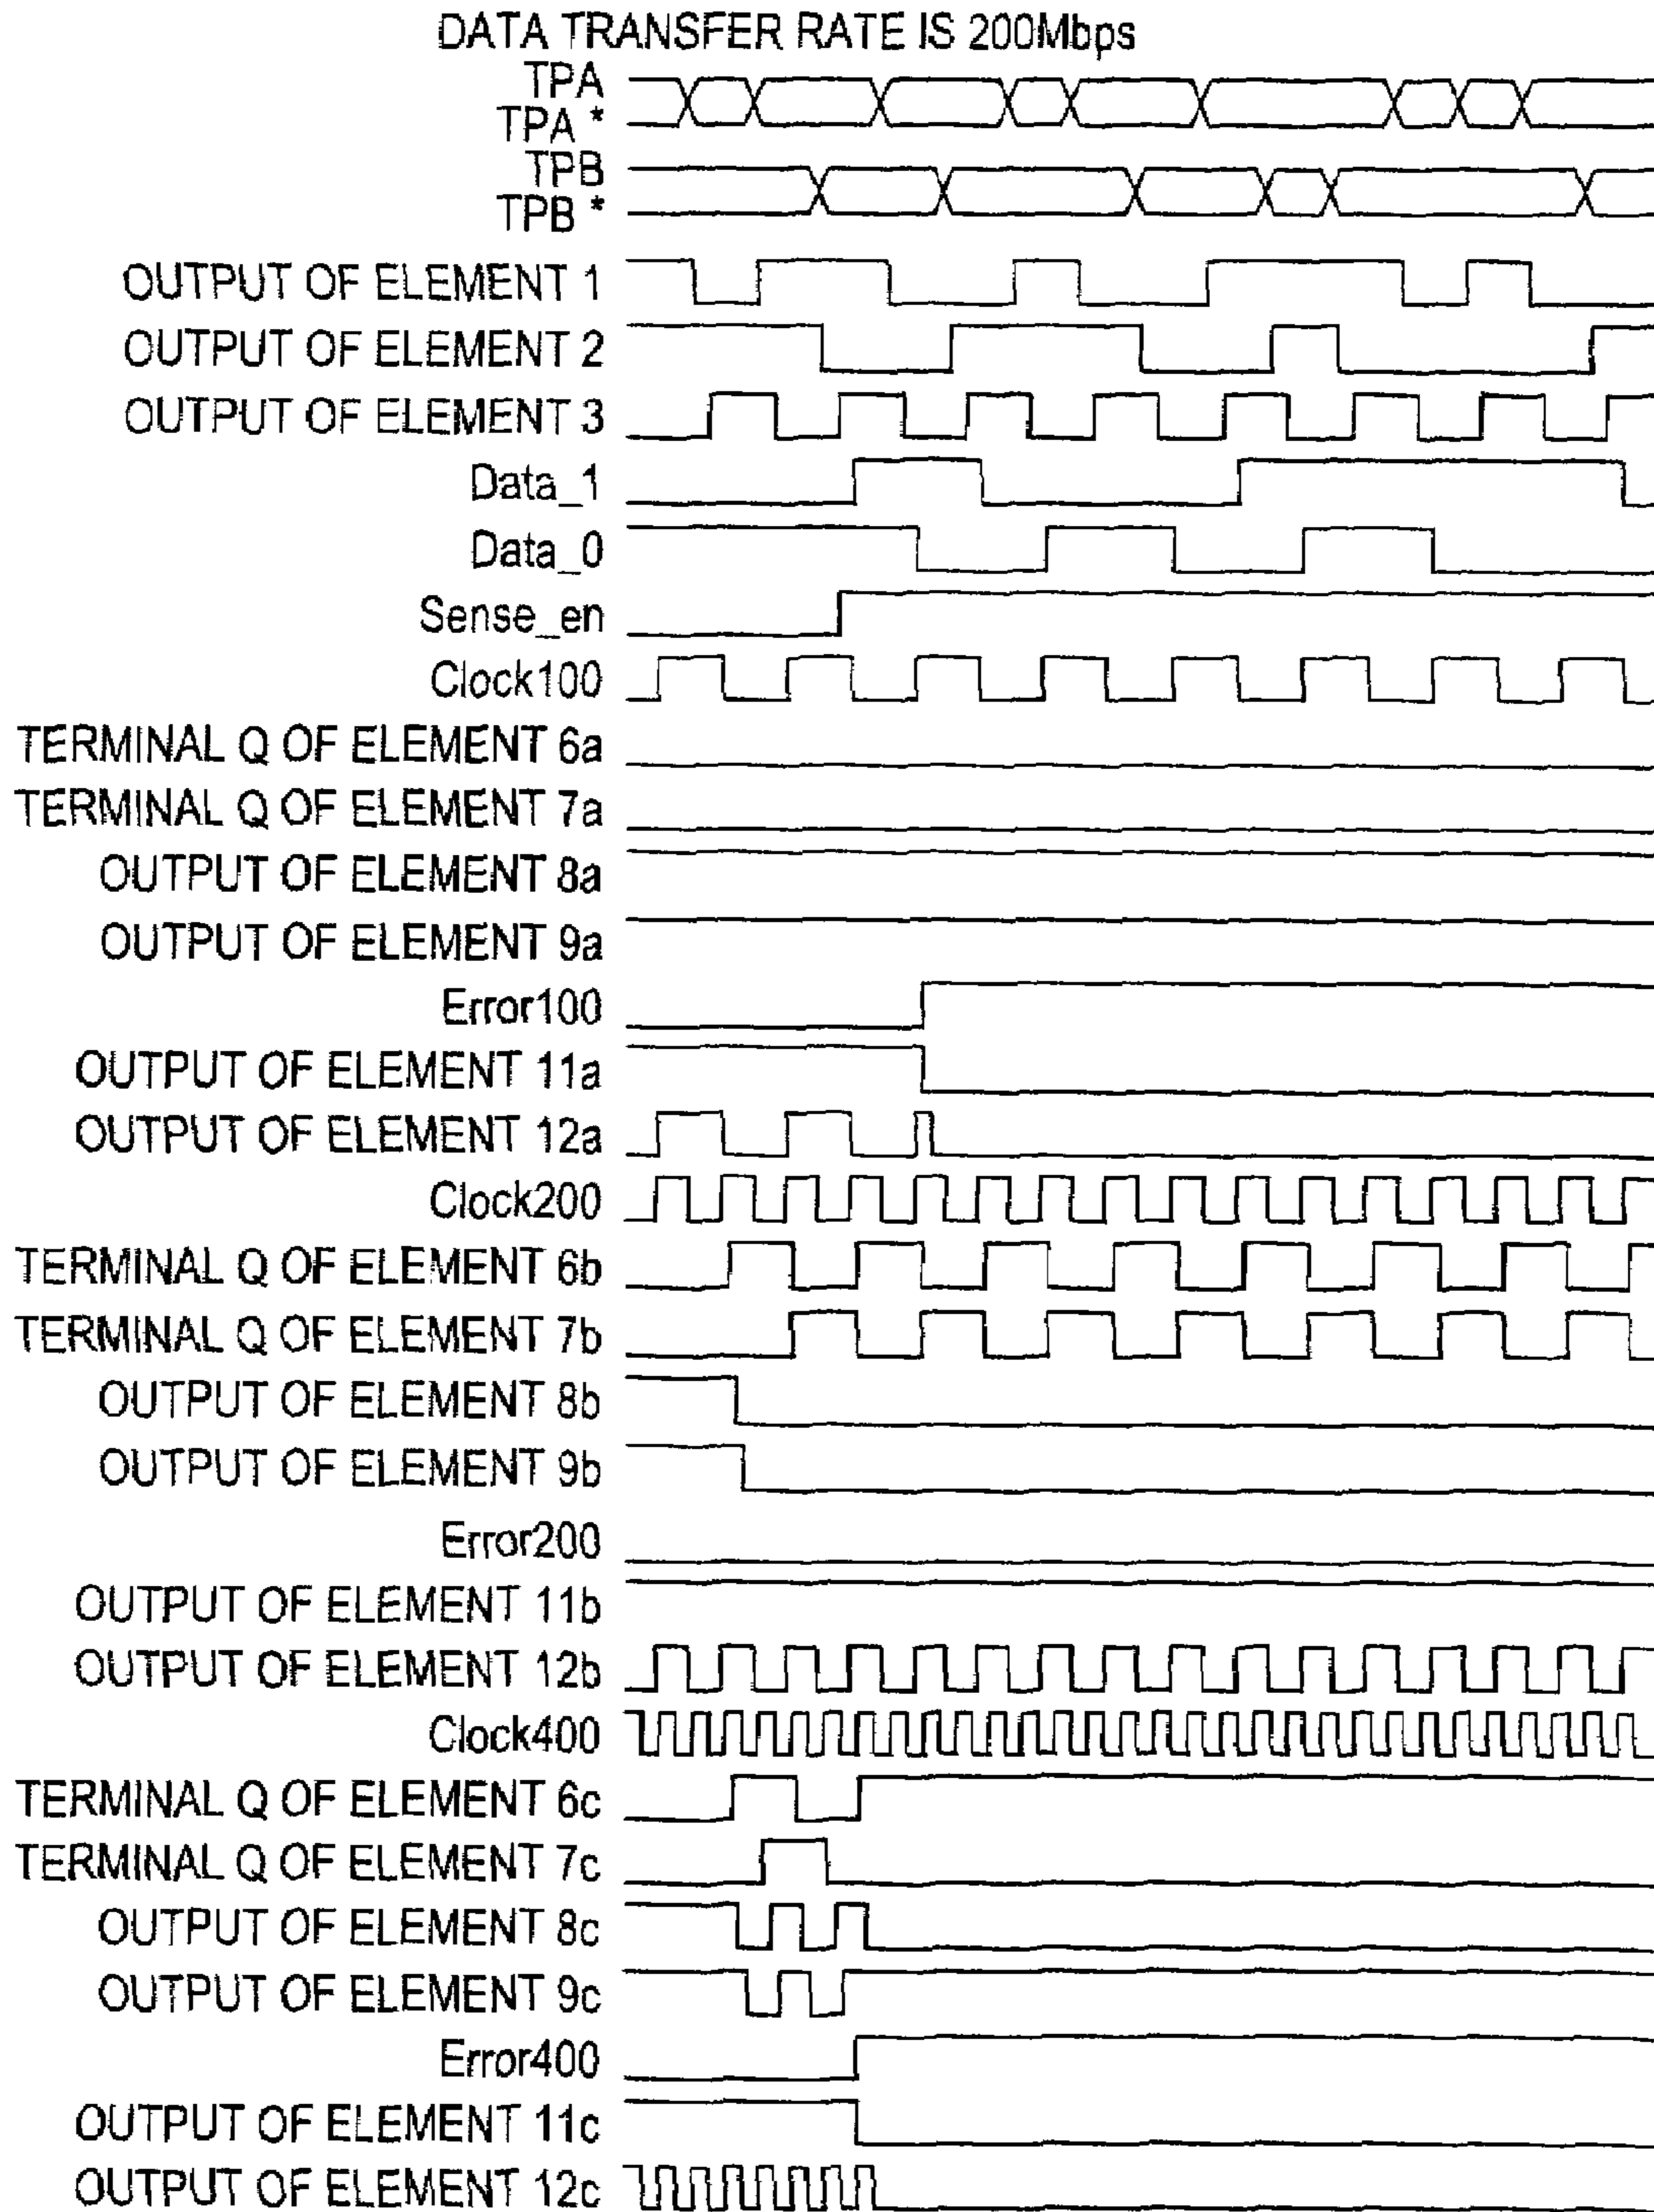 DATA TRANSFER RATE IS 200Mbps
TPA
TPA *
TPB
TPB *
OUTPUT OF ELEMENT 1
OUTPUT OF ELEMENT 2
OUTPUT OF ELEMENT 3
Data_1
Data_0
Sense_en
Clock100
TERMINAL Q OF ELEMENT 6a
TERMINAL Q OF ELEMENT 7a
OUTPUT OF ELEMENT 8a
OUTPUT OF ELEMENT 9a
Error100
OUTPUT OF ELEMENT 11a
OUTPUT OF ELEMENT 12a
Clock200
TERMINAL Q OF ELEMENT 6b
TERMINAL Q OF ELEMENT 7b
OUTPUT OF ELEMENT 8b
OUTPUT OF ELEMENT 9b
Error200
OUTPUT OF ELEMENT 11b
OUTPUT OF ELEMENT 12b
Clock400
TERMINAL Q OF ELEMENT 6c
TERMINAL Q OF ELEMENT 7c
OUTPUT OF ELEMENT 8c
OUTPUT OF ELEMENT 9c
Error400
OUTPUT OF ELEMENT 11c
OUTPUT OF ELEMENT 12c